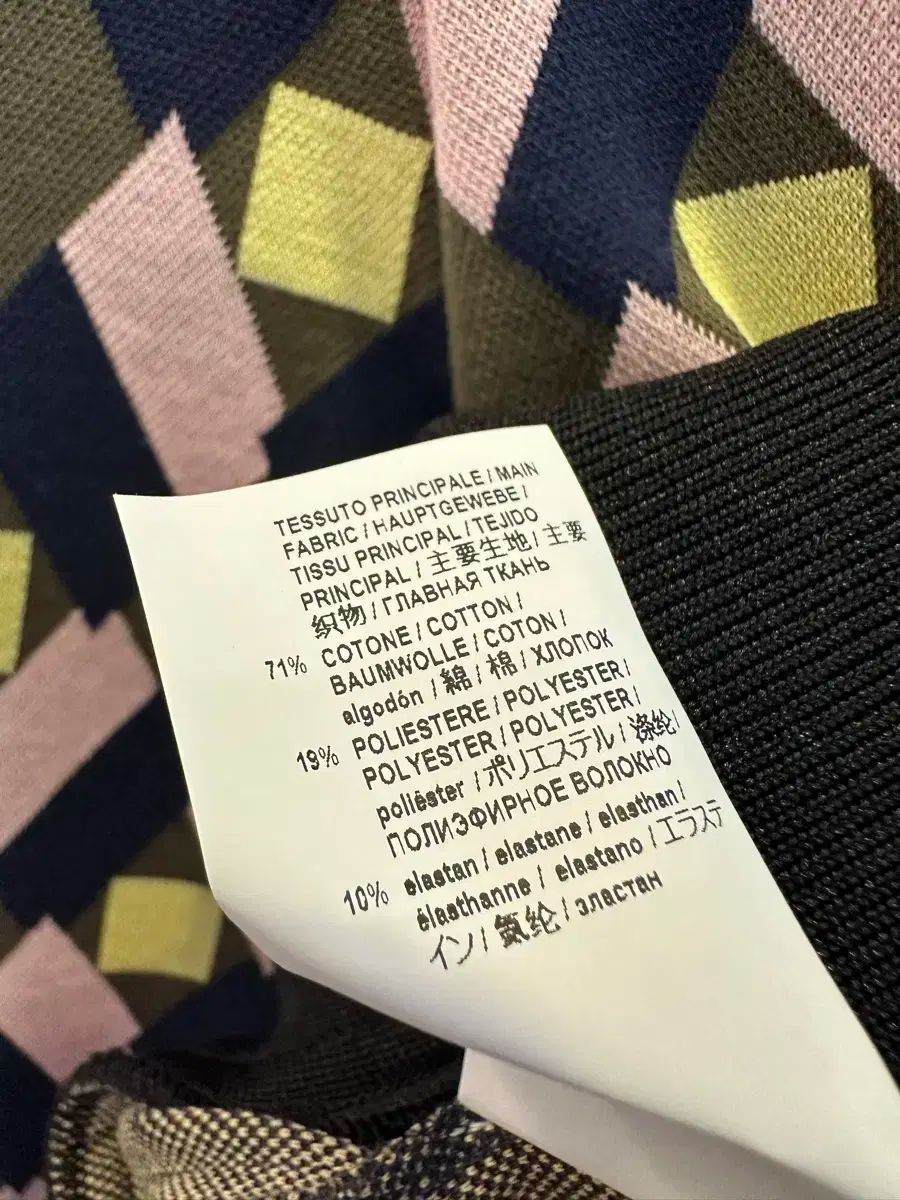 TESSUTO PRINCIPALE / MAIN
FABRIC / HAUPTGEWEBE /
TISSU PRINCIPAL / TEJIDO
PRINCIPAL / 主要生地 / 主要
织物 / ГЛАВНАЯ ТКАНЬ
71% COTONE / COTTON /
BAUMWOLLE / COTON /
algodón / 綿 / 棉 / ХЛОПОК
19% POLIESTERE / POLYESTER /
POLYESTER / POLYESTER /
poliéster / ポリエステル / 涤纶 /
ПОЛИЭФИРНОЕ ВОЛОКНО
10% elastan / elastane / elasthan /
élasthanne / elastano / エラステ
イン / 氨纶 / эластан